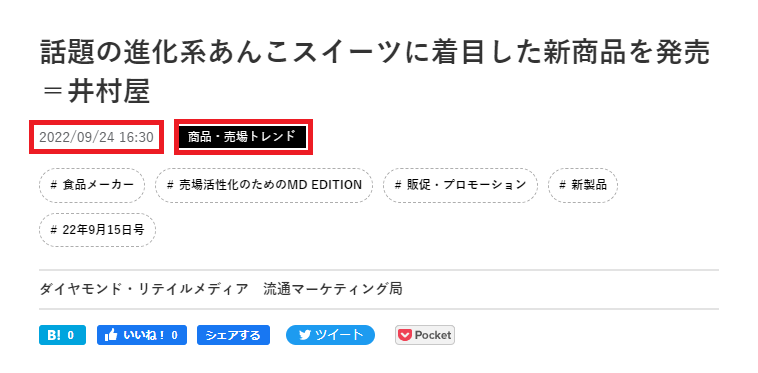 話題の進化系あんこスイーツに着目した新商品を発売
＝井村屋
2022/09/24 16:30 商品・売場トレンド
# 食品メーカー # 売場活性化のためのMD EDITION # 販促・プロモーション # 新製品
# 22年9月15日号
ダイヤモンド・リテイルメディア　流通マーケティング局
B! 0 いいね！ 0 シェアする ツイート Pocket